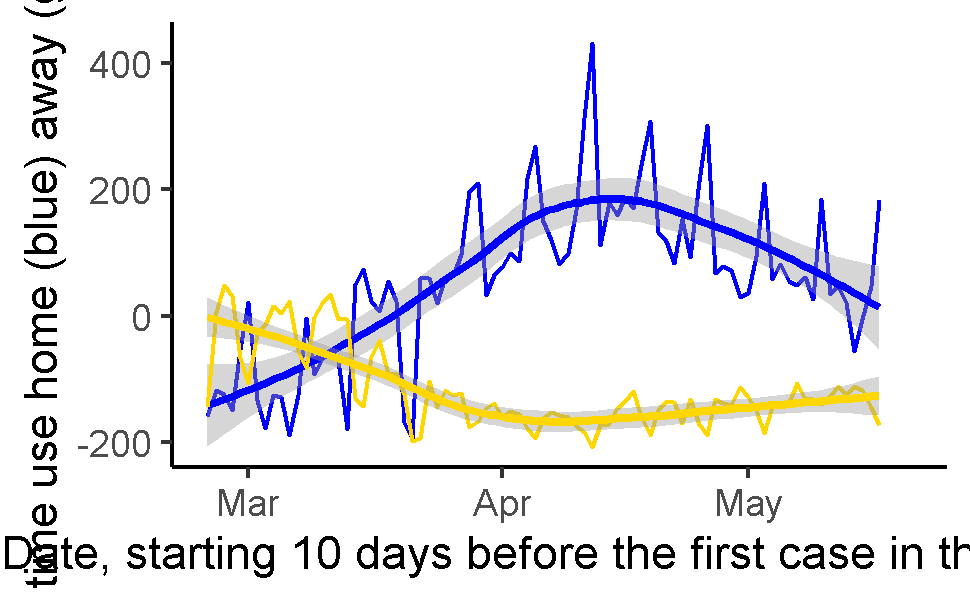 time use home (blue) away (
400
200
0
-200
Mar Apr May
Date, starting 10 days before the first case in th